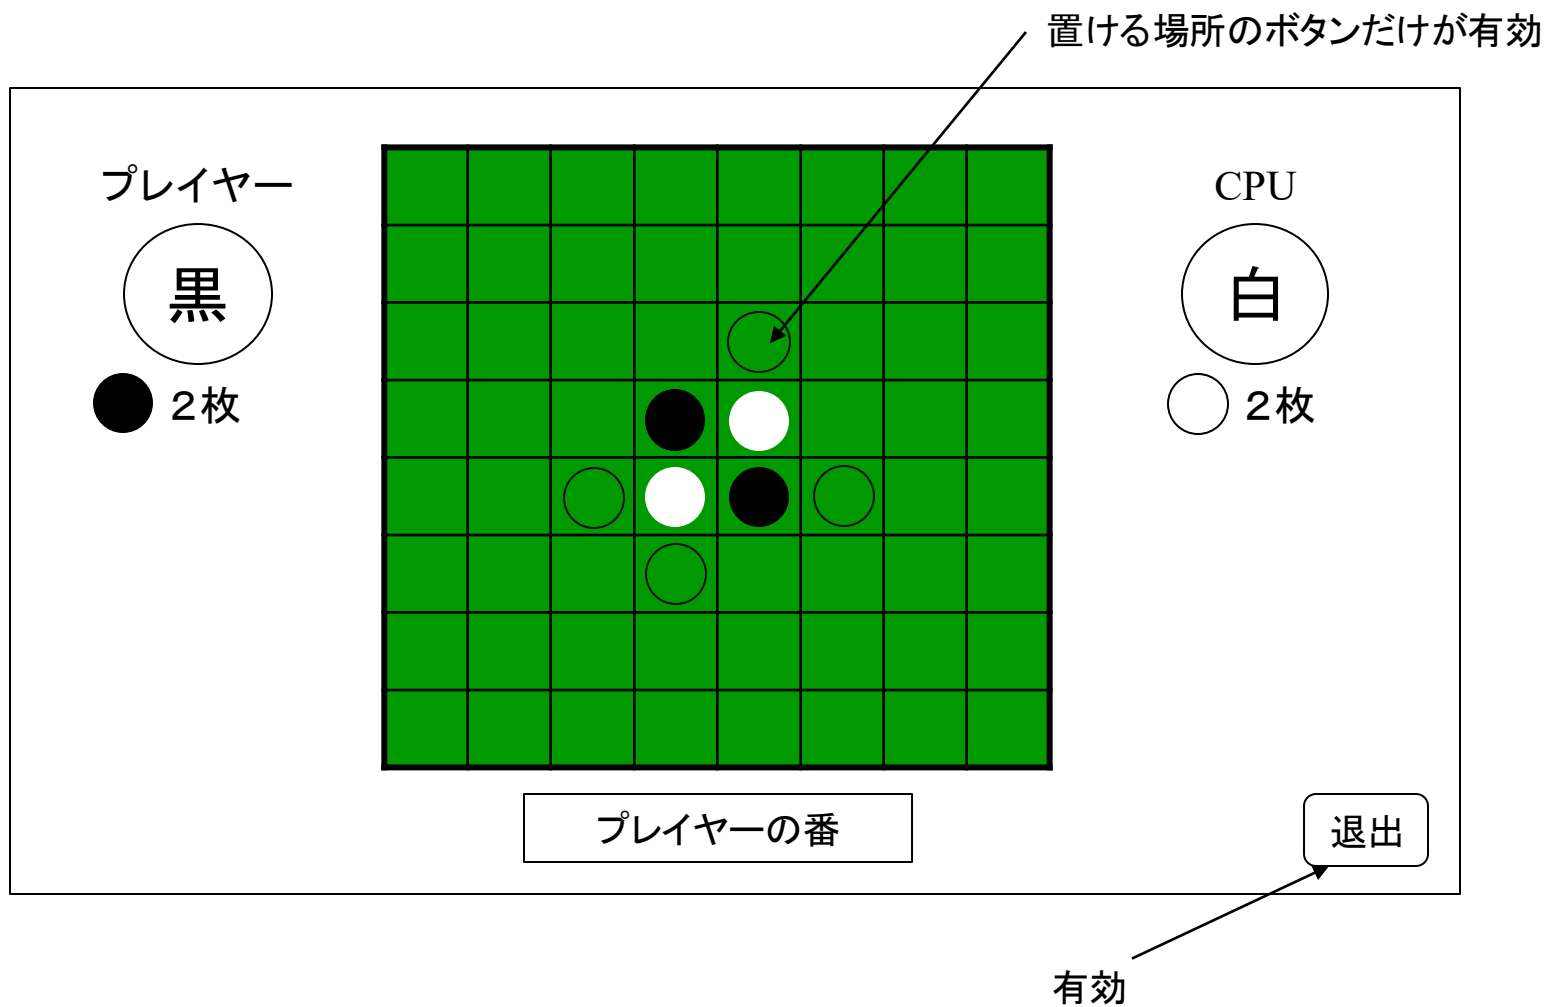 置ける場所のボタンだけが有効
プレイヤー
CPU
黒
白
２枚
２枚
プレイヤーの番
退出
有効